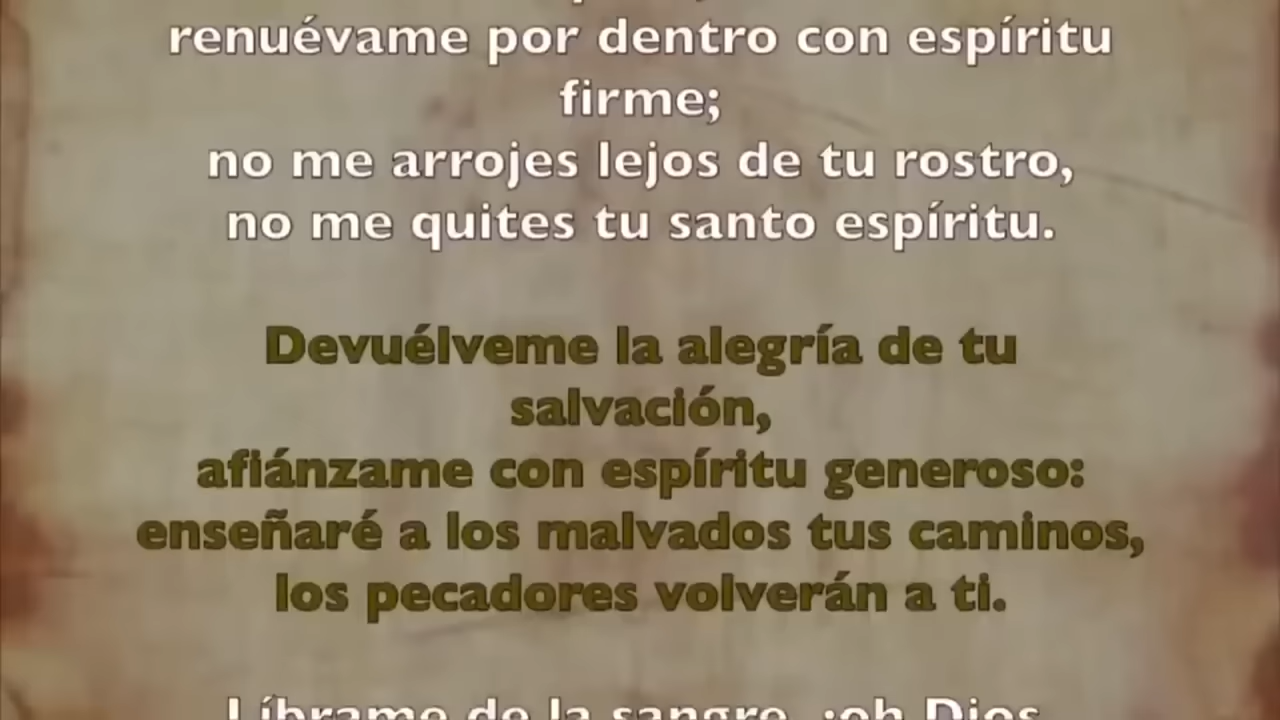 renuévame por dentro con espíritu
firme;
no me arrojes lejos de tu rostro,
no me quites tu santo espíritu.
Devuélveme la alegría de tu
salvación,
afiánzame con espíritu generoso:
enseñaré a los malvados tus caminos,
los pecadores volverán a ti.
Líbrame de la sangre, ¡oh Dios